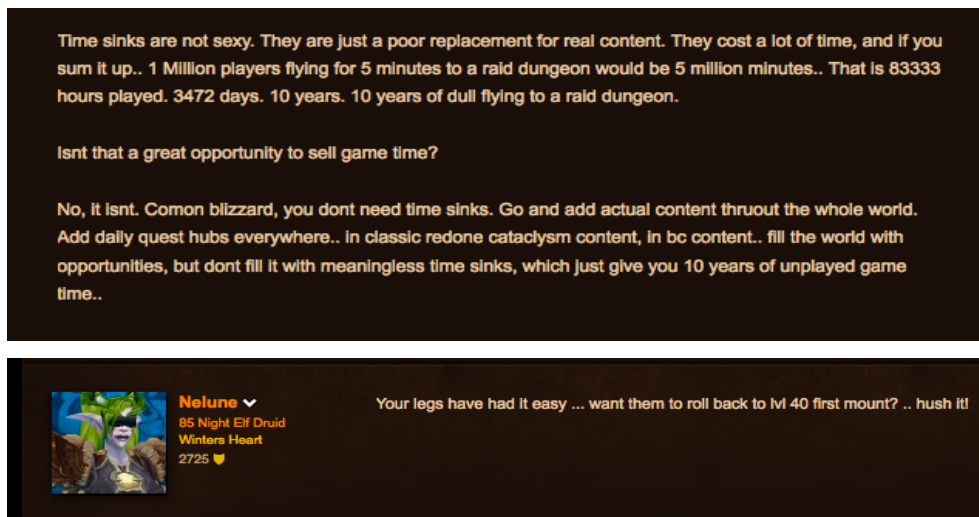 Time sinks are not sexy. They are just a poor replacement for real content. They cost a lot of time, and if you
sum it up.. 1 Million players flying for 5 minutes to a raid dungeon would be 5 million minutes.. That is 83333
hours played. 3472 days. 10 years. 10 years of dull flying to a raid dungeon.
Isnt that a great opportunity to sell game time?
No, it isnt. Comon blizzard, you dont need time sinks. Go and add actual content thruout the whole world.
Add daily quest hubs everywhere.. in classic redone cataclysm content, in bc content.. fill the world with
opportunities, but dont fill it with meaningless time sinks, which just give you 10 years of unplayed game
time..
Nelune
85 Night Elf Druid
Winters Heart
2725
Your legs have had it easy ... want them to roll back to lvl 40 first mount? .. hush it!